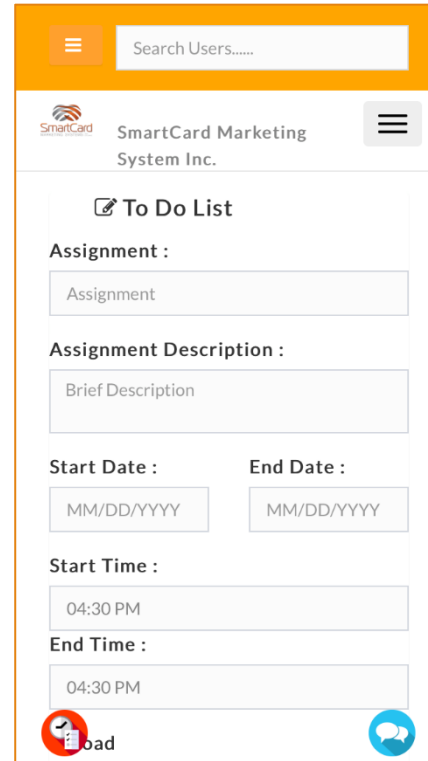 Search Users......
SmartCard
SmartCard Marketing
System Inc.
To Do List
Assignment :
Assignment
Assignment Description :
Brief Description
Start Date : End Date :
MM/DD/YYYY MM/DD/YYYY
Start Time :
04:30 PM
End Time :
04:30 PM
oad